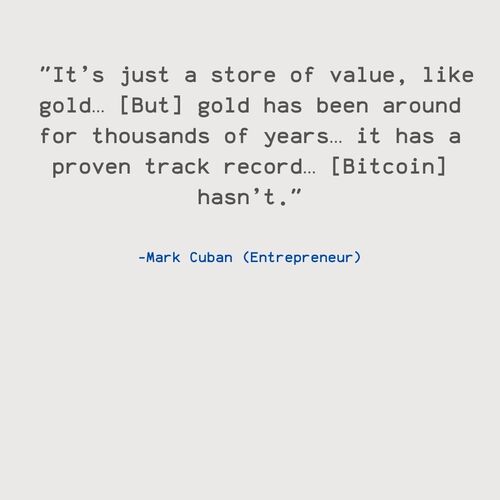 "It's just a store of value, like
gold… [But] gold has been around
for thousands of years… it has a
proven track record… [Bitcoin]
hasn't."
-Mark Cuban (Entrepreneur)